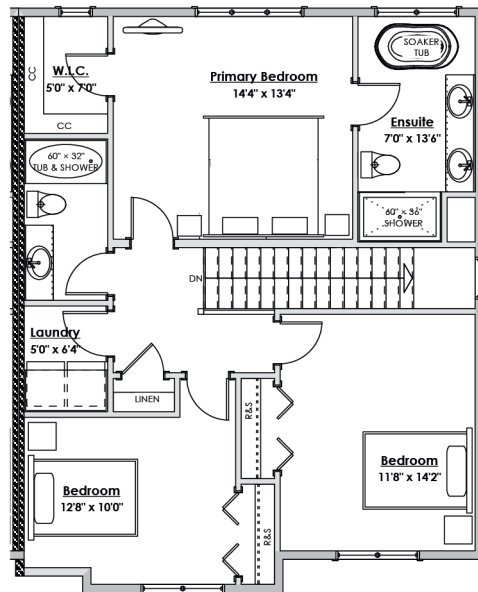 SOAKER
TUB
CC
W.I.C.
5'0" x 7'0"
CC
Primary Bedroom
14'4" x 13'4"
Ensuite
7'0" x 13'6"
60" × 32"
TUB & SHOWER
60" × 36"
SHOWER
DN
Laundry
5'0" x 6'4"
LINEN
R&S
Bedroom
11'8" x 14'2"
Bedroom
12'8" x 10'0"
R&S